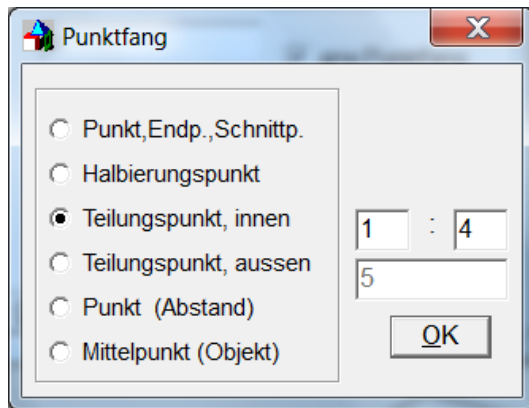 Punktfang
Punkt,Endp.,Schnittp.
Halbierungspunkt
Teilungspunkt, innen
1 : 4
Teilungspunkt, aussen
5
Punkt (Abstand)
OK
Mittelpunkt (Objekt)